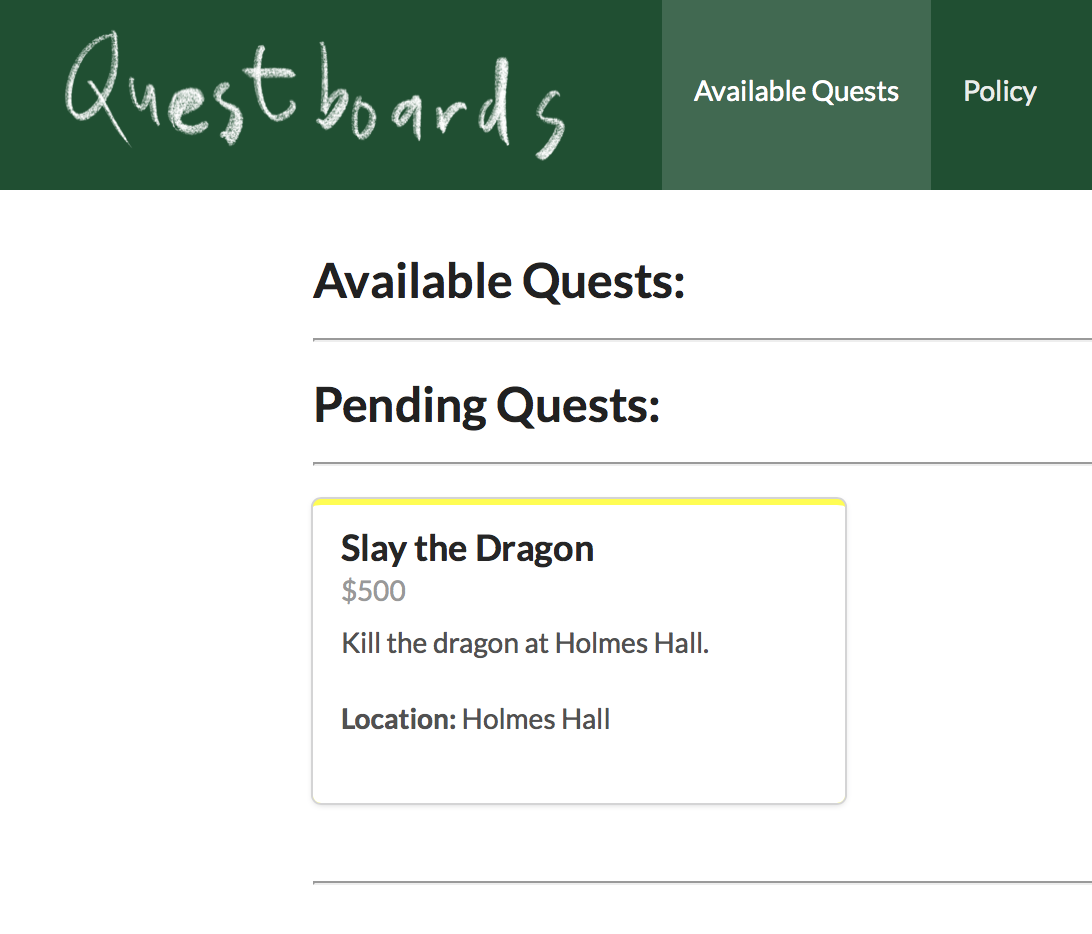 Questboards
Available Quests
Policy
Available Quests:
Pending Quests:
Slay the Dragon
$500
Kill the dragon at Holmes Hall.
Location: Holmes Hall